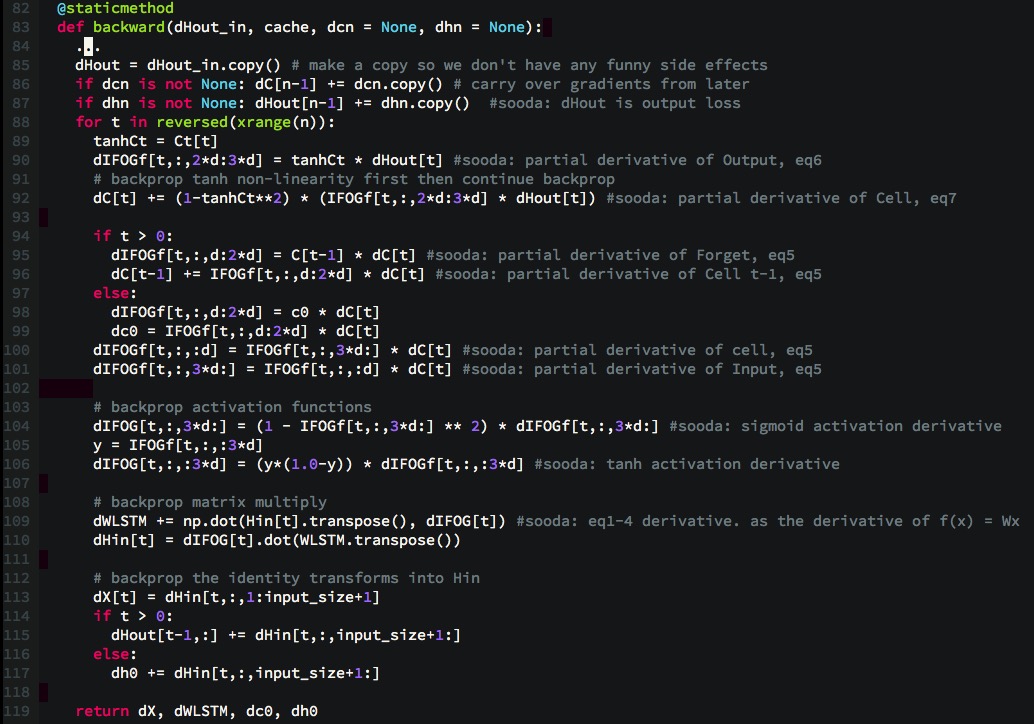 82 @staticmethod
83 def backward(dHout_in, cache, dcn = None, dhn = None):
84 ...
85 dHout = dHout_in.copy() # make a copy so we don't have any funny side effects
86 if dcn is not None: dC[n-1] += dcn.copy() # carry over gradients from later
87 if dhn is not None: dHout[n-1] += dhn.copy()  #sooda: dHout is output loss
88 for t in reversed(xrange(n)):
89 tanhCt = Ct[t]
90 dIFOGf[t,:,2*d:3*d] = tanhCt * dHout[t] #sooda: partial derivative of Output, eq6
91 # backprop tanh non-linearity first then continue backprop
92 dC[t] += (1-tanhCt**2) * (IFOGf[t,:,2*d:3*d] * dHout[t]) #sooda: partial derivative of Cell, eq7
93
94 if t > 0:
95 dIFOGf[t,:,d:2*d] = C[t-1] * dC[t] #sooda: partial derivative of Forget, eq5
96 dC[t-1] += IFOGf[t,:,d:2*d] * dC[t] #sooda: partial derivative of Cell t-1, eq5
97 else:
98 dIFOGf[t,:,d:2*d] = c0 * dC[t]
99 dc0 = IFOGf[t,:,d:2*d] * dC[t]
100 dIFOGf[t,:,:d] = IFOGf[t,:,3*d:] * dC[t] #sooda: partial derivative of cell, eq5
101 dIFOGf[t,:,3*d:] = IFOGf[t,:,:d] * dC[t] #sooda: partial derivative of Input, eq5
102
103 # backprop activation functions
104 dIFOG[t,:,3*d:] = (1 - IFOGf[t,:,3*d:] ** 2) * dIFOGf[t,:,3*d:] #sooda: sigmoid activation derivative
105 y = IFOGf[t,:,:3*d]
106 dIFOG[t,:,:3*d] = (y*(1.0-y)) * dIFOGf[t,:,:3*d] #sooda: tanh activation derivative
107
108 # backprop matrix multiply
109 dWLSTM += np.dot(Hin[t].transpose(), dIFOG[t]) #sooda: eq1-4 derivative. as the derivative of f(x) = Wx
110 dHin[t] = dIFOG[t].dot(WLSTM.transpose())
111
112 # backprop the identity transforms into Hin
113 dX[t] = dHin[t,:,1:input_size+1]
114 if t > 0:
115 dHout[t-1,:] += dHin[t,:,input_size+1:]
116 else:
117 dh0 += dHin[t,:,input_size+1:]
118
119 return dX, dWLSTM, dc0, dh0